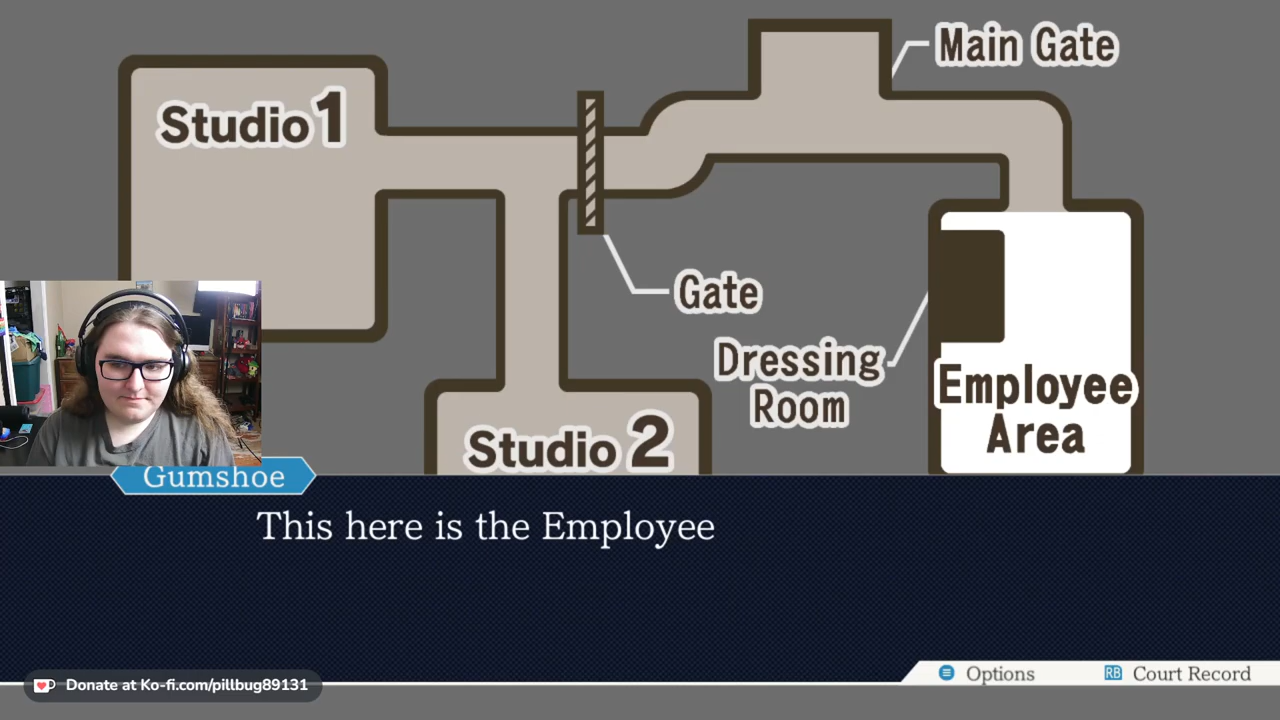 Main Gate
Studio 1
Gate
Dressing
Room
Employee
Area
Studio 2
Gumshoe
This here is the Employee
Donate at Ko-fi.com/pillbug89131
Options
RB Court Record